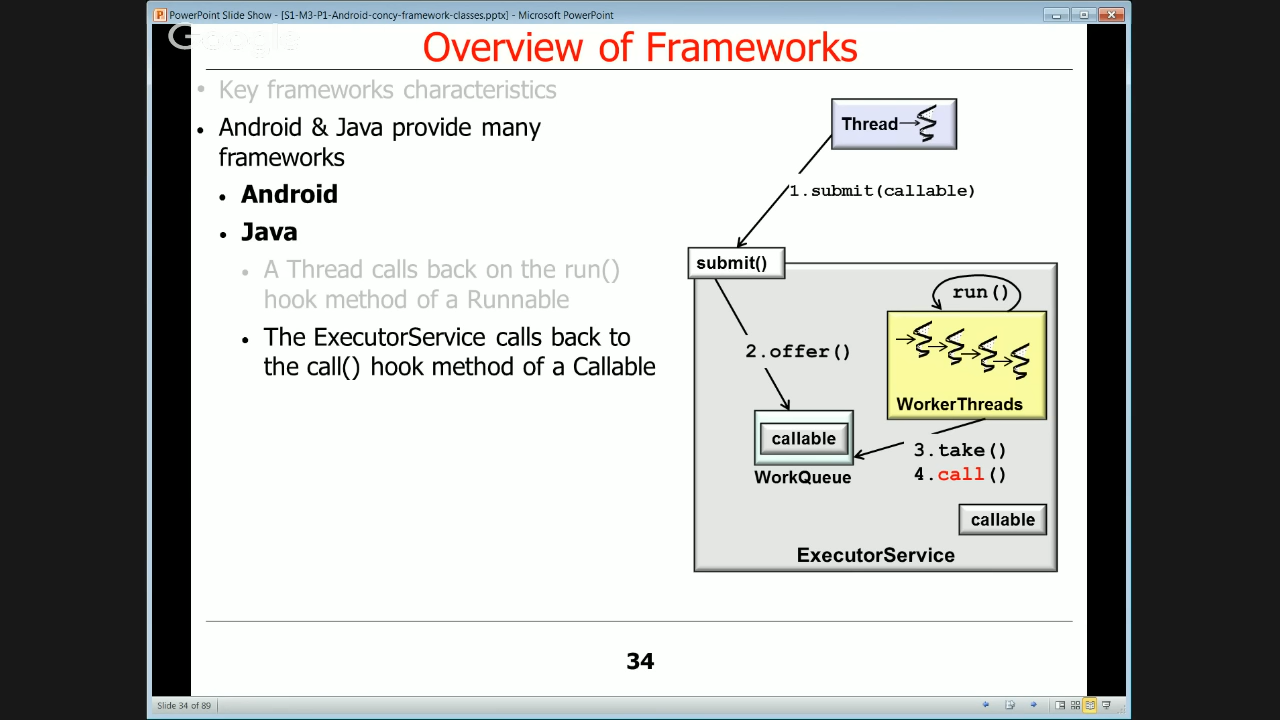 PowerPoint Slide Show - [S1-M3-P1-Android-concy-framework-classes.pptx] - Microsoft PowerPoint
Google
Overview of Frameworks
• Key frameworks characteristics
• Android & Java provide many
frameworks
• Android
• Java
• A Thread calls back on the run()
hook method of a Runnable
• The ExecutorService calls back to
the call() hook method of a Callable
Thread
1.submit(callable)
submit()
run()
2.offer()
WorkerThreads
callable
3.take()
4.call()
WorkQueue
callable
ExecutorService
34
Slide 34 of 89